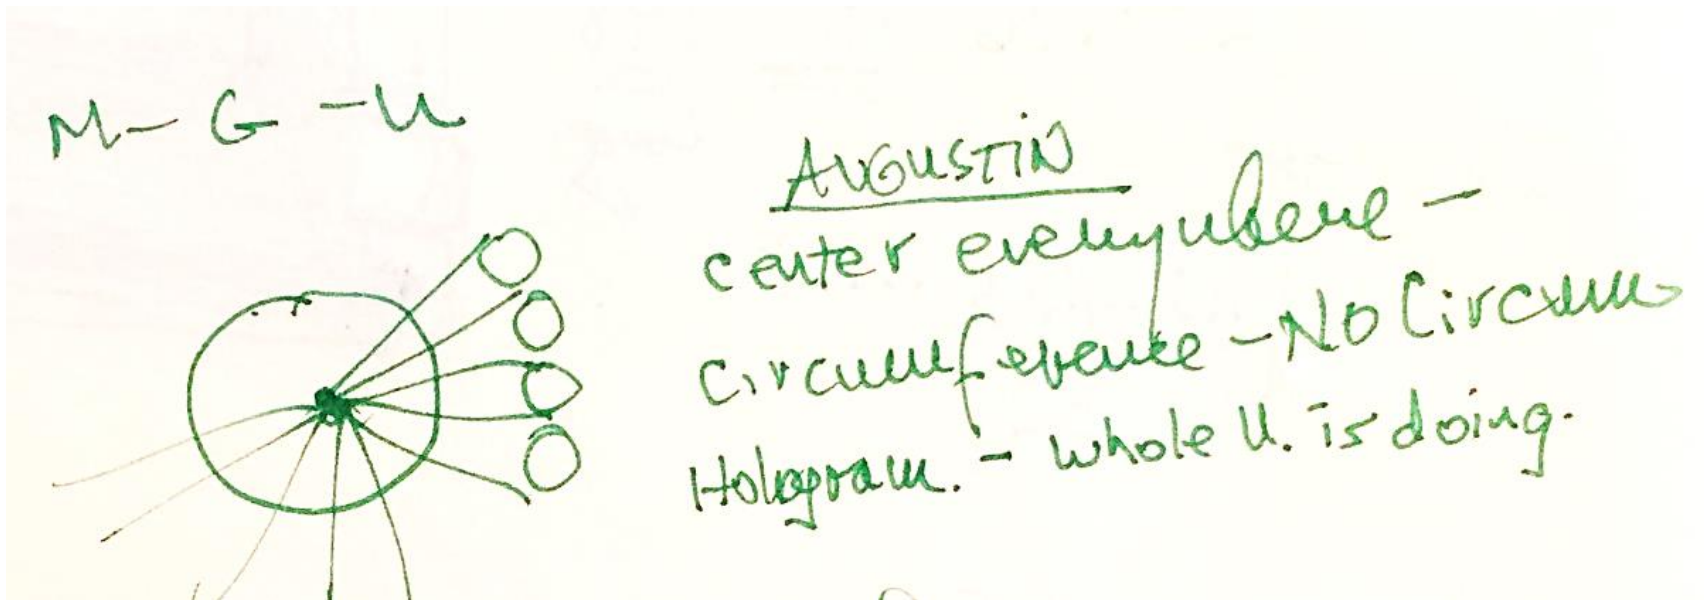 M - G - U
AUGUSTIN
center everywhere -
Circumference - No Circum
Hologram. - whole U. is doing.